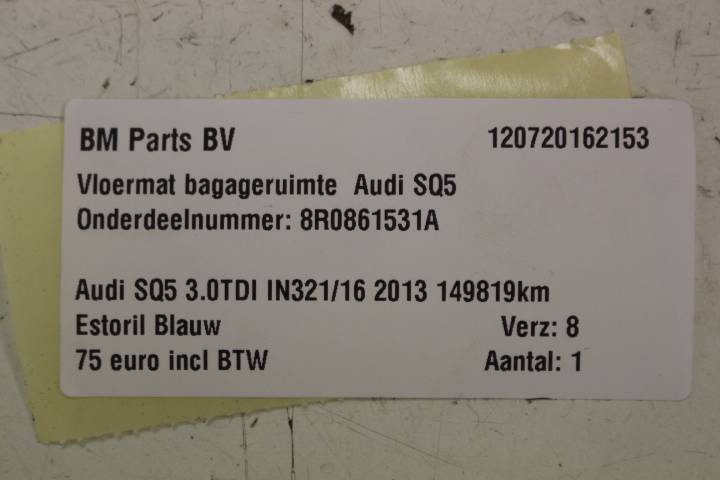 BM Parts BV 120720162153
Vloermat bagageruimte Audi SQ5
Onderdeelnummer: 8R0861531A
Audi SQ5 3.0TDI IN321/16 2013 149819km
Estoril Blauw Verz: 8
75 euro incl BTW Aantal: 1